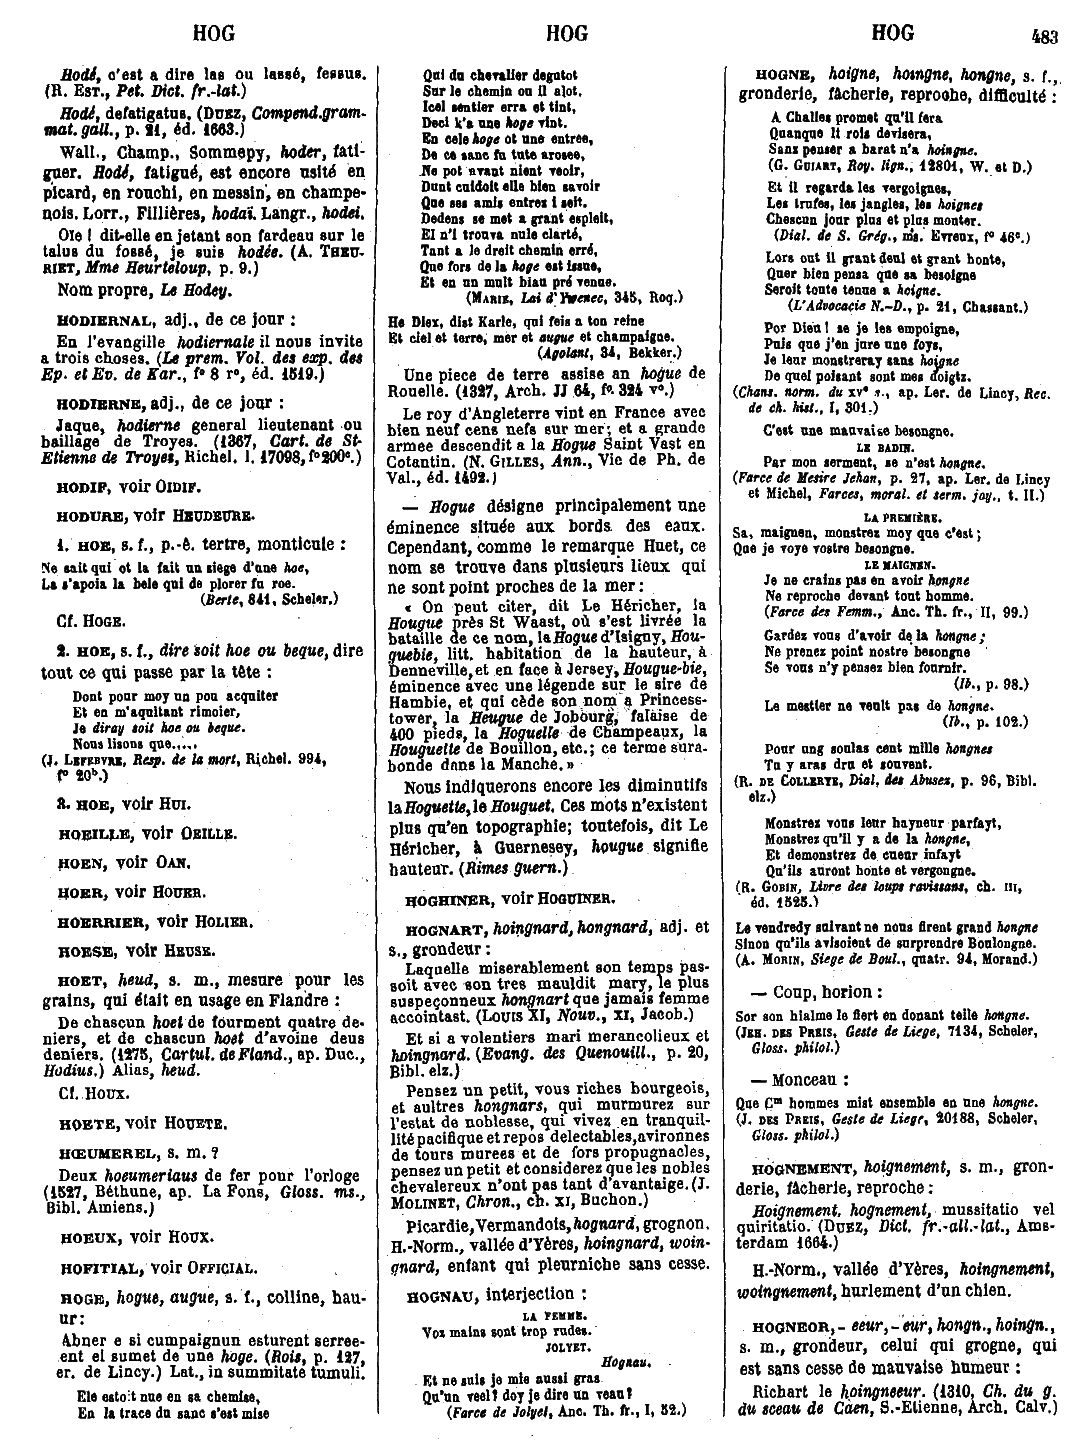 HOG
HOG
HOG
483
Hodé, c'est a dire las ou lassé, fessus.
(R. Est., Pet. Dict. fr.-lat.)
Hodé, defatigatus. (Duez, Compend. gram-
mat. gall., p. 21, éd. 1663.)
Wall., Champ., Sommepy, hoder, fati-
guer. Hodé, fatigué, est encore usité en
picard, en rouchi, en messin, en champe-
nois. Lorr., Fillières, hodaï. Langr., hodei.
Oïe ! dit-elle en jetant son fardeau sur le
talus du fossé, je suis hodée. (A. Theu-
riet, Mme Heurteloup, p. 9.)
Nom propre, Le Hodey.
HODIERNAL, adj., de ce jour :
En l'evangille hodiernale il nous invite
a trois choses. (Le prem. Vol. des exp. des
Ep. et Ev. de Kar., f° 8 r°, éd. 1519.)
HODIERNE, adj., de ce jour :
Jaque, hodierne general lieutenant ou
bailliage de Troyes. (1367, Cart. de St-
Etienne de Troyes, Richel. l. 17098, f° 200ᶜ.)
HODIF, voir Oidif.
HODURE, voir Heudeure.
1. HOE, s. f., p.-ê. tertre, monticule :
Ne sait qui ot la fait un siege d'une hoe,
La s'apoia la bele qui de plorer fu roe.
(Berte, 841, Scheler.)
Cf. Hoge.
2. HOE, s. f., dire soit hoe ou beque, dire
tout ce qui passe par la tête :
Dont pour moy un pou acquiter
Et en m'aquitant rimoier,
Je diray soit hoe ou beque.
Nous lisons que.....
(J. Lefebvre, Resp. de la mort, Richel. 994,
f° 20ᵇ.)
3. HOE, voir Hui.
HOEILLE, voir Oeille.
HOEN, voir Oan.
HOER, voir Houer.
HOERRIER, voir Holier.
HOESE, voir Heuse.
HOET, heud, s. m., mesure pour les
grains, qui était en usage en Flandre :
De chascun hoet de fourment quatre de-
niers, et de chascun hoet d'avoine deus
deniers. (1275, Cartul. de Fland., ap. Duc.,
Hodius.) Alias, heud.
Cf. Houx.
HOETE, voir Houete.
HŒUMEREL, s. m. ?
Deux hoeumeriaus de fer pour l'orloge
(1527, Béthune, ap. La Fons, Gloss. ms.,
Bibl. Amiens.)
HOEUX, voir Houx.
HOFITIAL, voir Official.
HOGE, hogue, augue, s. f., colline, hau-
ur :
Abner e si cumpaignun esturent serree-
ent el sumet de une hoge. (Rois, p. 127,
er. de Lincy.) Lat., in summitate tumuli.
Ele estoit nue en sa chemise,
En la trace du sanc s'est mise
Qui du chevalier degutot
Sur le chemin ou il alot.
Icel sentier erra et tint,
Deci k'a une hoge vint.
En cele hoge ot une entree,
De ce sanc fu tute arosee,
Ne pot avant nient veoir,
Dunt cuidoit elle bien savoir
Que ses amis entrez i seit.
Dedens se met a grant espleit,
El n'i trouva nule clarté,
Tant a le dreit chemin erré,
Que fors de la hoge est issue,
Et en un mult biau pré venue.
(Marie, Lai d'Ywenec, 345, Roq.)
He Diex, dist Karle, qui feis a ton reine
Et ciel et terre, mer et augue et champaigne.
(Agolant, 34, Bekker.)
Une piece de terre assise an hogue de
Rouelle. (1327, Arch. JJ 64, f° 324 v°.)
Le roy d'Angleterre vint en France avec
bien neuf cens nefs sur mer; et a grande
armee descendit a la Hogue Saint Vast en
Cotantin. (N. Gilles, Ann., Vie de Ph. de
Val., éd. 1492.)
— Hogue désigne principalement une
éminence située aux bords des eaux.
Cependant, comme le remarque Huet, ce
nom se trouve dans plusieurs lieux qui
ne sont point proches de la mer :
« On peut citer, dit Le Héricher, la
Hougue près St Waast, où s'est livrée la
bataille de ce nom, la Hogue d'Isigny, Hou-
guebie, litt. habitation de la hauteur, à
Denneville, et en face à Jersey, Hougue-bie,
éminence avec une légende sur le sire de
Hambie, et qui cède son nom a Princess-
tower, la Heugue de Jobourg, falaise de
400 pieds, la Hoguelle de Champeaux, la
Houguette de Bouillon, etc.; ce terme sura-
bonde dans la Manche. »
Nous indiquerons encore les diminutifs
la Hoguette, le Houguet. Ces mots n'existent
plus qu'en topographie; toutefois, dit Le
Héricher, à Guernesey, hougue signifie
hauteur. (Rimes guern.)
HOGHINER, voir Hoguiner.
HOGNART, hoingnard, hongnard, adj. et
s., grondeur :
Laquelle miserablement son temps pas-
soit avec son tres mauldit mary, le plus
suspeçonneux hongnart que jamais femme
accointast. (Louis XI, Nouv., XI, Jacob.)
Et si a volentiers mari merancolieux et
hoingnard. (Evang. des Quenouill., p. 20,
Bibl. elz.)
Pensez un petit, vous riches bourgeois,
et aultres hongnars, qui murmurez sur
l'estat de noblesse, qui vivez en tranquil-
lité pacifique et repos delectables, avironnes
de tours murees et de fors propugnacles,
pensez un petit et considerez que les nobles
chevalereux n'ont pas tant d'avantaige. (J.
Molinet, Chron., ch. XI, Buchon.)
Picardie, Vermandois, hognard, grognon.
H.-Norm., vallée d'Yères, hoingnard, woin-
gnard, enfant qui pleurniche sans cesse.
HOGNAU, interjection :
LA FEMME.
Voz mains sont trop rudes.
JOLYET.
Hognau.
Et ne suis je mie aussi gras
Qu'un veel? doy je dire un veau?
(Farce de Jolyet, Anc. Th. fr., I, 52.)
HOGNE, hoigne, hoingne, hongne, s. f.,
gronderie, fâcherie, reproche, difficulté :
A Challes promet qu'il fera
Quanque li rois devisera,
Sanz penser a barat n'a hoingne.
(G. Guiart, Roy. lign., 12801, W. et D.)
Et il regarda les vergoignes,
Les trufes, les jangles, les hoignes
Chescun jour plus et plus monter.
(Dial. de S. Grég., ms. Evreux, f° 46ᶜ.)
Lors out il grant deul et grant honte,
Quer bien pensa que sa besoigne
Seroit toute tenue a hoigne.
(L'Advocacie N.-D., p. 21, Chassant.)
Por Dieu ! se je les empoigne,
Puis que j'en jure une foys,
Je leur monstreray sans hoigne
De quel poisant sont mes doigtz.
(Chans. norm. du XVᵉ s., ap. Ler. de Lincy, Rec.
de ch. hist., I, 301.)
C'est une mauvaise besongne.
LE BADIN.
Par mon serment, se n'est hongne.
(Farce de Mesire Jehan, p. 27, ap. Ler. de Lincy
et Michel, Farces, moral. et serm. joy., t. II.)
LA PREMIÈRE.
Sa, maignen, monstrez moy que c'est ;
Que je voye vostre besongne.
LE MAIGNEN.
Je ne crains pas en avoir hongne
Ne reproche devant tout homme.
(Farce des Femm., Anc. Th. fr., II, 99.)
Gardez vous d'avoir de la hongne ;
Ne prenez point nostre besongne
Se vous n'y pensez bien fournir.
(Ib., p. 98.)
Le mestier ne veult pas de hongne.
(Ib., p. 102.)
Pour ung soulas cent mille hongnes
Tu y aras dru et souvent.
(R. de Collerye, Dial. des Abusez, p. 96, Bibl.
elz.)
Monstrez vous leur hayneur parfayt,
Monstrez qu'il y a de la hongne,
Et demonstrez de cueur infayt
Qu'ils auront honte et vergongne.
(R. Gobin, Livre des loups ravissans, ch. III,
éd. 1525.)
Le vendredy suivant ne nous firent grand hongne
Sinon qu'ils avisoient de surprendre Boulongne.
(A. Morin, Siege de Boul., quatr. 94, Morand.)
— Coup, horion :
Sor son hialme le fiert en donant teile hongne.
(Jeh. des Preis, Geste de Liege, 7134, Scheler,
Gloss. philol.)
— Monceau :
Que Cᵐ hommes mist ensemble en une hongne.
(J. des Preis, Geste de Liege, 20188, Scheler,
Gloss. philol.)
HOGNEMENT, hoignement, s. m., gron-
derie, fâcherie, reproche :
Hoignement, hognement, mussitatio vel
quiritatio. (Duez, Dict. fr.-all.-lat., Ams-
terdam 1664.)
H.-Norm., vallée d'Yères, hoingnement,
woingnement, hurlement d'un chien.
HOGNEOR, - eeur, - eur, hongn., hoingn.,
s. m., grondeur, celui qui grogne, qui
est sans cesse de mauvaise humeur :
Richart le hoingneeur. (1310, Ch. du g.
du sceau de Caen, S.-Etienne, Arch. Calv.)